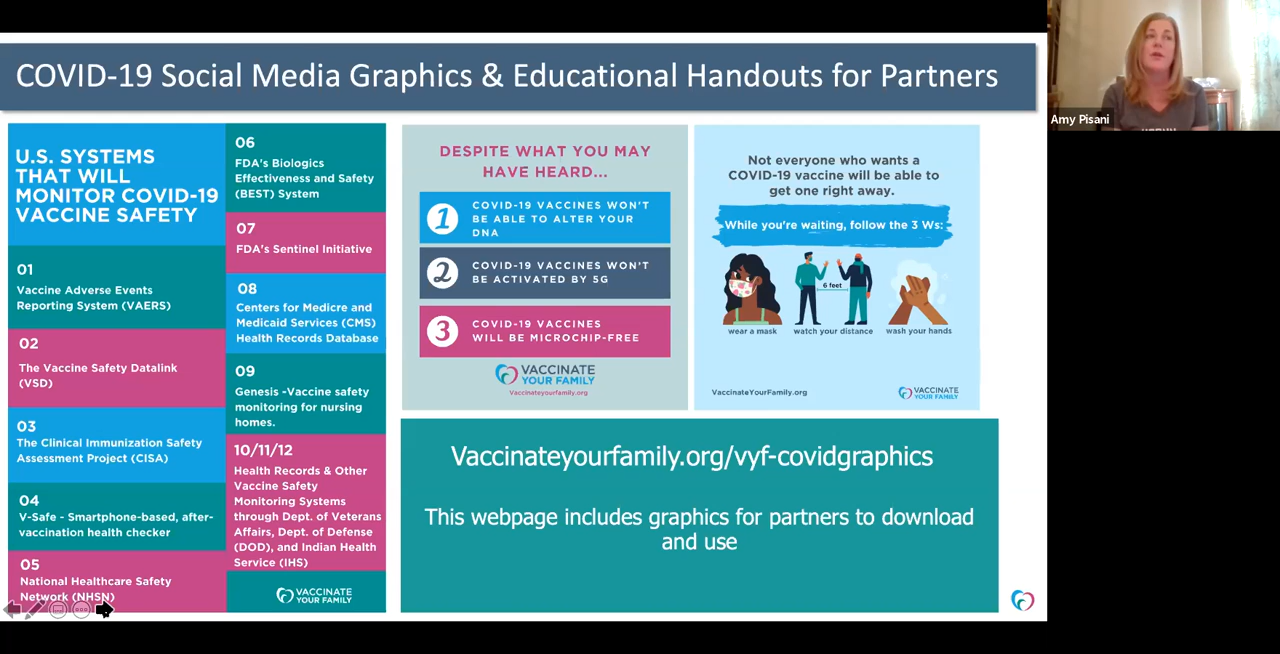 COVID-19 Social Media Graphics & Educational Handouts for Partners
Amy Pisani
U.S. SYSTEMS
THAT WILL
MONITOR COVID-19
VACCINE SAFETY
01
Vaccine Adverse Events
Reporting System (VAERS)
02
The Vaccine Safety Datalink
(VSD)
03
The Clinical Immunization Safety
Assessment Project (CISA)
04
V-Safe - Smartphone-based, after-
vaccination health checker
05
National Healthcare Safety
Network (NHSN)
06
FDA's Biologics
Effectiveness and Safety
(BEST) System
07
FDA's Sentinel Initiative
08
Centers for Medicre and
Medicaid Services (CMS)
Health Records Database
09
Genesis -Vaccine safety
monitoring for nursing
homes.
10/11/12
Health Records & Other
Vaccine Safety
Monitoring Systems
through Dept. of Veterans
Affairs, Dept. of Defense
(DOD), and Indian Health
Service (IHS)
VACCINATE
YOUR FAMILY
DESPITE WHAT YOU MAY
HAVE HEARD...
1
COVID-19 VACCINES WON'T
BE ABLE TO ALTER YOUR
DNA
2
COVID-19 VACCINES WON'T
BE ACTIVATED BY 5G
3
COVID-19 VACCINES
WILL BE MICROCHIP-FREE
VACCINATE
YOUR FAMILY
Vaccinateyourfamily.org
Not everyone who wants a
COVID-19 vaccine will be able to
get one right away.
While you're waiting, follow the 3 Ws:
6 feet
wear a mask
watch your distance
wash your hands
VaccinateYourFamily.org
VACCINATE
YOUR FAMILY
Vaccinateyourfamily.org/vyf-covidgraphics
This webpage includes graphics for partners to download
and use